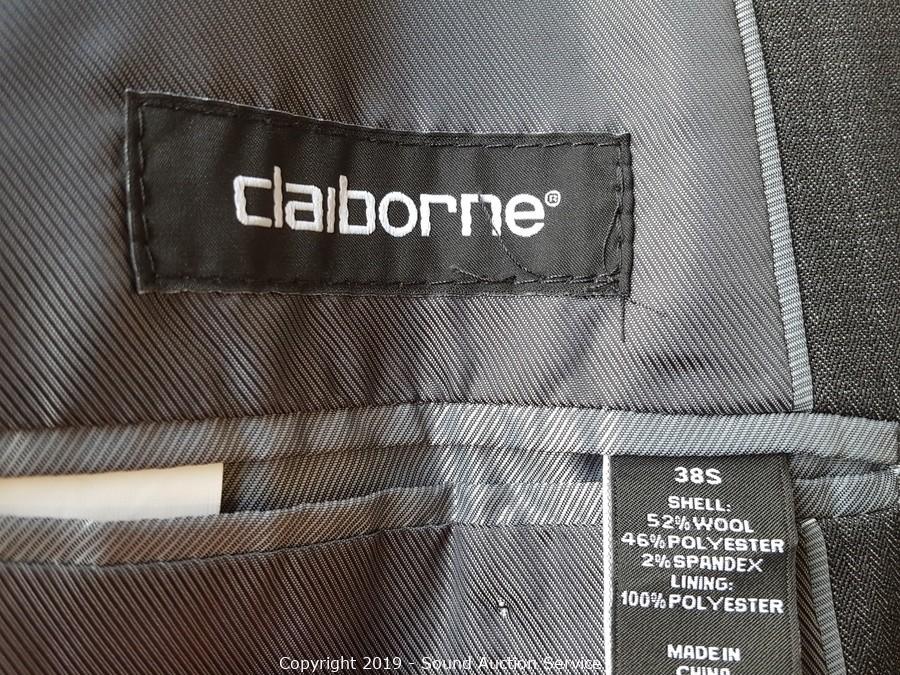 claiborne®
38S
SHELL:
52% WOOL
46% POLYESTER
2% SPANDEX
LINING:
100% POLYESTER
MADE IN
CHINA
Copyright 2019 - Sound Auction Service